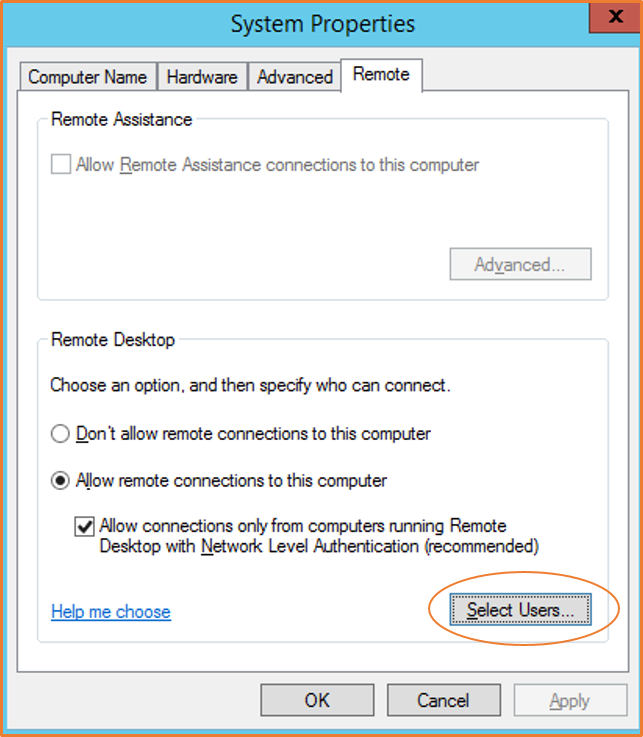 System Properties
Computer Name
Hardware
Advanced
Remote
Remote Assistance
Allow Remote Assistance connections to this computer
Advanced...
Remote Desktop
Choose an option, and then specify who can connect.
Don't allow remote connections to this computer
Allow remote connections to this computer
Allow connections only from computers running Remote
Desktop with Network Level Authentication (recommended)
Help me choose
Select Users...
OK
Cancel
Apply